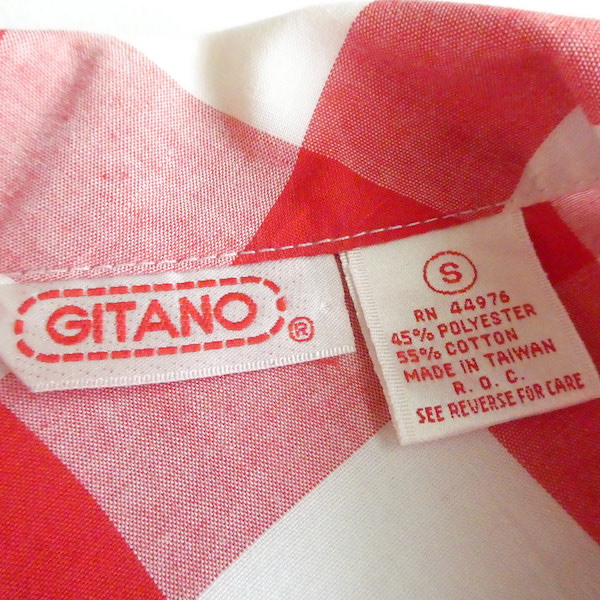 GITANO ®
S
RN 44976
45% POLYESTER
55% COTTON
MADE IN TAIWAN
R. O. C.
SEE REVERSE FOR CARE